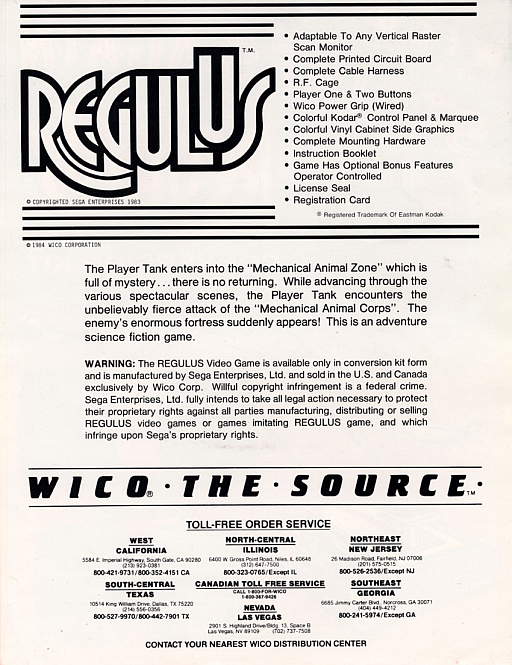 REGULUS T.M.
© COPYRIGHTED SEGA ENTERPRISES 1983
• Adaptable To Any Vertical Raster
Scan Monitor
• Complete Printed Circuit Board
• Complete Cable Harness
• R.F. Cage
• Player One & Two Buttons
• Wico Power Grip (Wired)
• Colorful Kodar® Control Panel & Marquee
• Colorful Vinyl Cabinet Side Graphics
• Complete Mounting Hardware
• Instruction Booklet
• Game Has Optional Bonus Features
Operator Controlled
• License Seal
• Registration Card
® Registered Trademark Of Eastman Kodak
© 1984 WICO CORPORATION
The Player Tank enters into the "Mechanical Animal Zone" which is
full of mystery . . . there is no returning. While advancing through the
various spectacular scenes, the Player Tank encounters the
unbelievably fierce attack of the "Mechanical Animal Corps". The
enemy's enormous fortress suddenly appears! This is an adventure
science fiction game.
WARNING: The REGULUS Video Game is available only in conversion kit form
and is manufactured by Sega Enterprises, Ltd. and sold in the U.S. and Canada
exclusively by Wico Corp. Willful copyright infringement is a federal crime.
Sega Enterprises, Ltd. fully intends to take all legal action necessary to protect
their proprietary rights against all parties manufacturing, distributing or selling
REGULUS video games or games imitating REGULUS game, and which
infringe upon Sega's proprietary rights.
WICO® · THE · SOURCE · TM
TOLL-FREE ORDER SERVICE
WEST
CALIFORNIA
5584 E. Imperial Highway, South Gate, CA 90280
(213) 923-0381
800-421-9731/800-352-4151 CA
NORTH-CENTRAL
ILLINOIS
6400 W. Gross Point Road, Niles, IL 60648
(312) 647-7500
800-323-0765/Except IL
NORTHEAST
NEW JERSEY
26 Madison Road, Fairfield, NJ 07006
(201) 575-0515
800-526-2536/Except NJ
SOUTH-CENTRAL
TEXAS
10514 King William Drive, Dallas, TX 75220
(214) 556-0356
800-527-9970/800-442-7901 TX
CANADIAN TOLL FREE SERVICE
CALL 1-800-FOR-WICO
1-800-367-9426
NEVADA
LAS VEGAS
2901 S. Highland Drive/Bldg. 13, Space B
Las Vegas, NV 89109 (702) 737-7508
SOUTHEAST
GEORGIA
6685 Jimmy Carter Blvd., Norcross, GA 30071
(404) 449-4212
800-241-5974/Except GA
CONTACT YOUR NEAREST WICO DISTRIBUTION CENTER